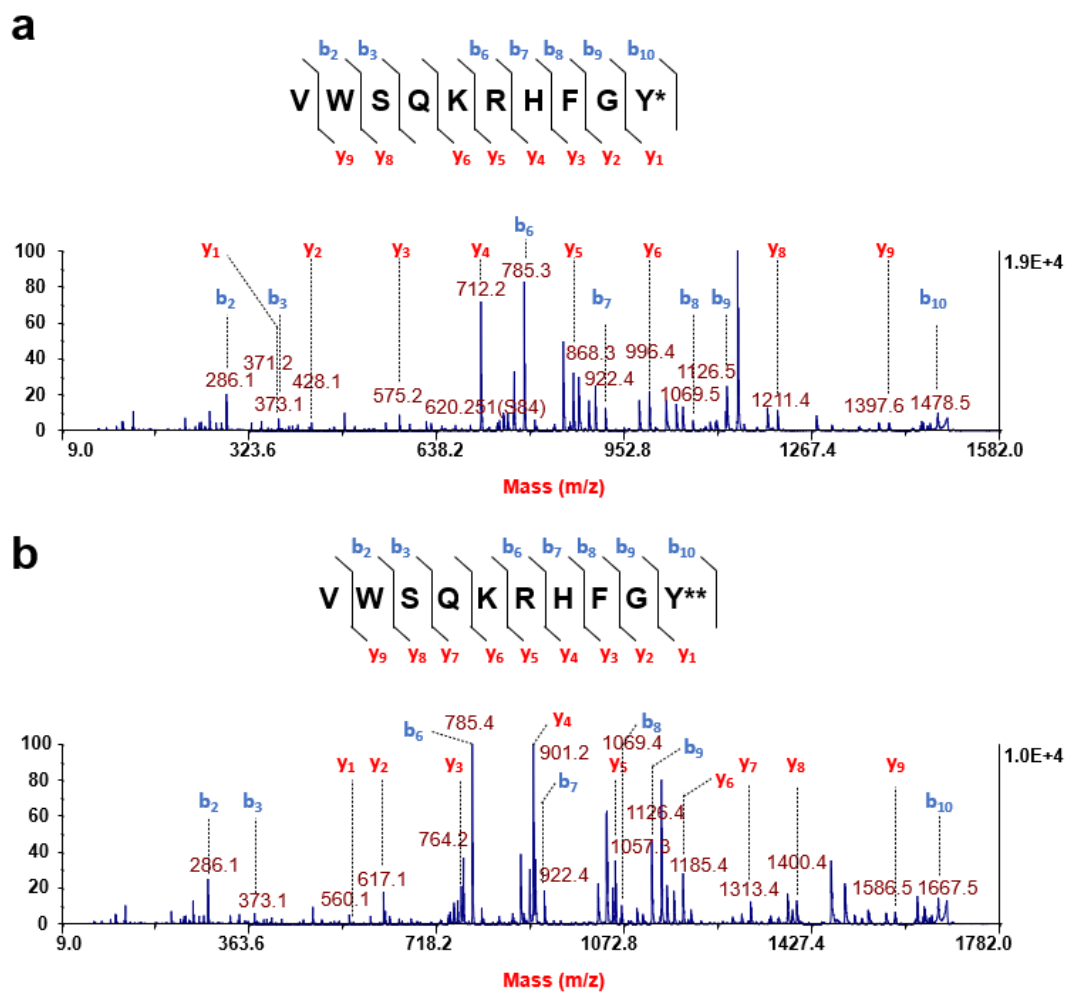 a
b2 b3 b6 b7 b8 b9 b10
V W S Q K R H F G Y*
y9 y8 y6 y5 y4 y3 y2 y1
b6
y1 y2 y3 y4 y5 y6 y8 y9
100 785.3 1.9E+4
712.2
b2 b3 b7 b8 b9 b10
80
60
371.2 868.3 996.4 1126.5
40
286.1 428.1 922.4 1069.5
373.1 575.2 620.251(S84) 1211.4 1397.6 1478.5
20
0
9.0 323.6 638.2 952.8 1267.4 1582.0
Mass (m/z)
b
b2 b3 b6 b7 b8 b9 b10
V W S Q K R H F G Y**
y9 y8 y7 y6 y5 y4 y3 y2 y1
785.4 y4 b8
b6 1069.4
100 901.2 b9 1.0E+4
y1 y2 y3 b7 y5 y6 y7 y8 y9
80
b2 b3 b10
60
764.2 1126.4
1057.3
40
286.1 617.1 922.4 1185.4 1400.4
20
373.1 560.1 1313.4 1586.5 1667.5
0
9.0 363.6 718.2 1072.8 1427.4 1782.0
Mass (m/z)